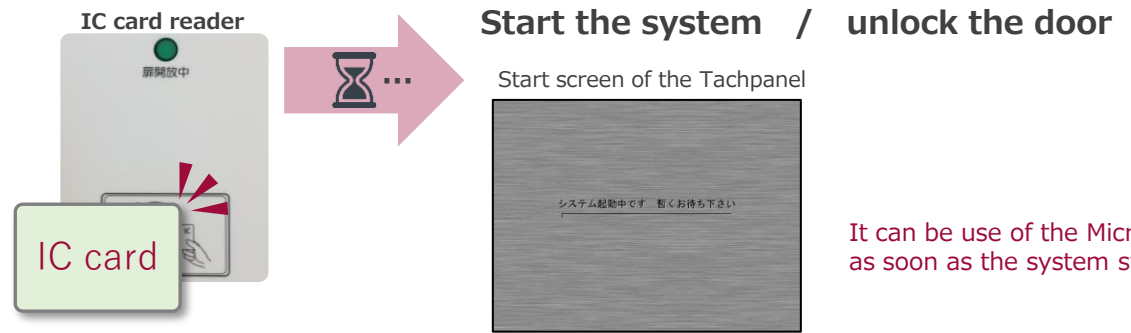 IC card reader
扉開放中
IC card
…
Start the system / unlock the door
Start screen of the Tachpanel
システム起動中です 暫くお待ち下さい
It can be use of the Micr
as soon as the system s